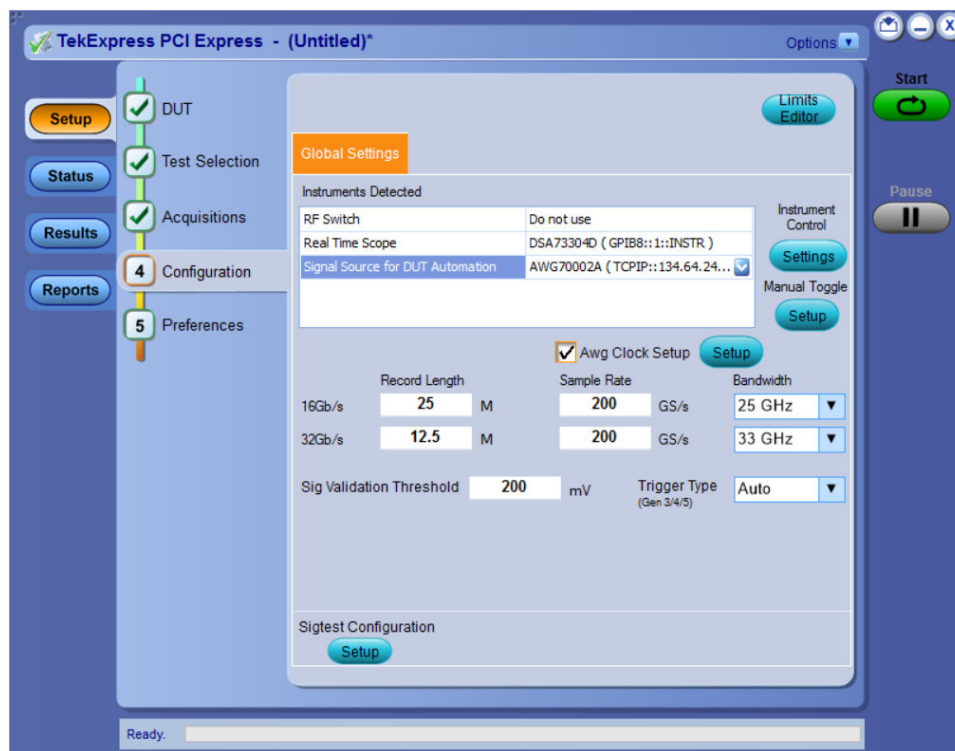 TekExpress PCI Express - (Untitled)*
Options
Start
Pause
Setup
Status
Results
Reports
DUT
Test Selection
Acquisitions
4 Configuration
5 Preferences
Limits
Editor
Global Settings
Instruments Detected
RF Switch Do not use
Real Time Scope DSA73304D ( GPIB8::1::INSTR )
Signal Source for DUT Automation AWG70002A ( TCPIP::134.64.24...
Instrument
Control
Settings
Manual Toggle
Setup
Awg Clock Setup Setup
Record Length Sample Rate Bandwidth
16Gb/s 25 M 200 GS/s 25 GHz
32Gb/s 12.5 M 200 GS/s 33 GHz
Sig Validation Threshold 200 mV Trigger Type Auto
(Gen 3/4/5)
Sigtest Configuration
Setup
Ready.
X